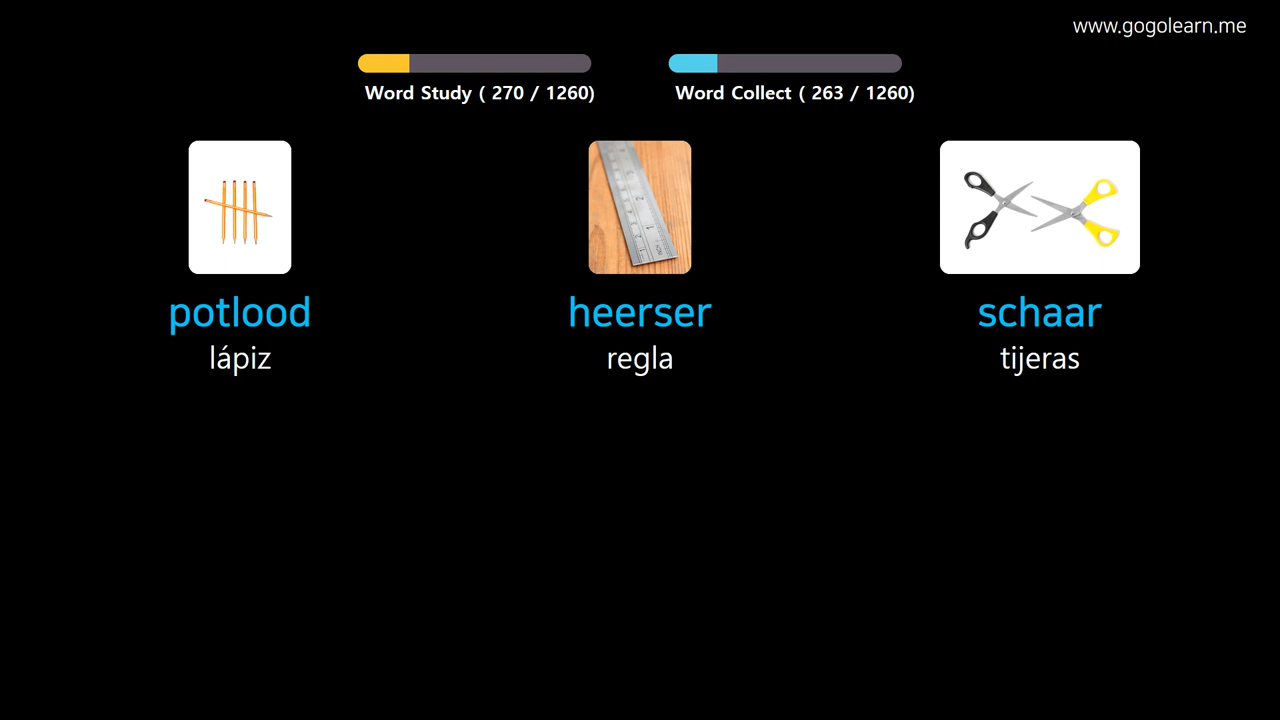 www.gogolearn.me
Word Study ( 270 / 1260)
Word Collect ( 263 / 1260)
potlood
heerser
schaar
lápiz
regla
tijeras